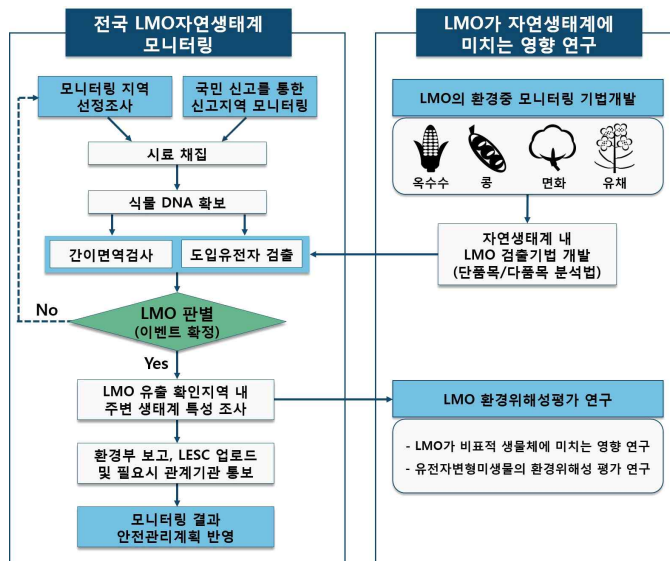 전국 LMO자연생태계
모니터링
모니터링 지역
선정조사
국민 신고를 통한
신고지역 모니터링
시료 채집
식물 DNA 확보
간이면역검사
도입유전자 검출
No
LMO 판별
(이벤트 확정)
Yes
LMO 유출 확인지역 내
주변 생태계 특성 조사
환경부 보고, LESC 업로드
및 필요시 관계기관 통보
모니터링 결과
안전관리계획 반영
LMO가 자연생태계에
미치는 영향 연구
LMO의 환경중 모니터링 기법개발
옥수수
콩
면화
유채
자연생태계 내
LMO 검출기법 개발
(단품목/다품목 분석법)
LMO 환경위해성평가 연구
- LMO가 비표적 생물체에 미치는 영향 연구
- 유전자변형미생물의 환경위해성 평가 연구